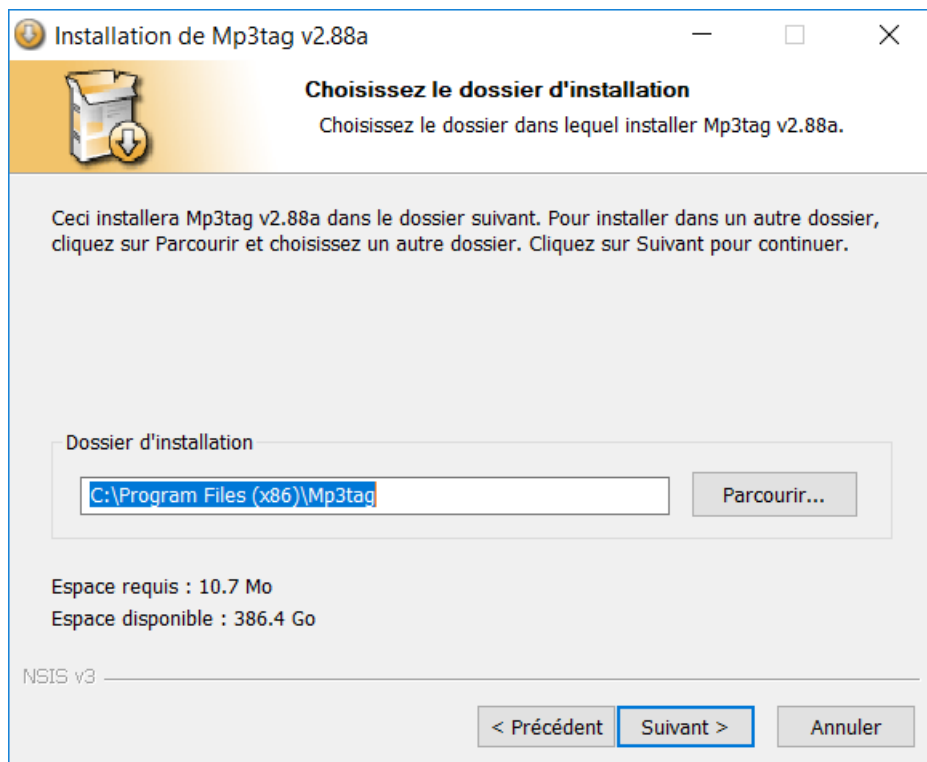 Installation de Mp3tag v2.88a
Choisissez le dossier d'installation
Choisissez le dossier dans lequel installer Mp3tag v2.88a.
Ceci installera Mp3tag v2.88a dans le dossier suivant. Pour installer dans un autre dossier,
cliquez sur Parcourir et choisissez un autre dossier. Cliquez sur Suivant pour continuer.
Dossier d'installation
C:\Program Files (x86)\Mp3tag
Parcourir...
Espace requis : 10.7 Mo
Espace disponible : 386.4 Go
NSIS v3
< Précédent
Suivant >
Annuler